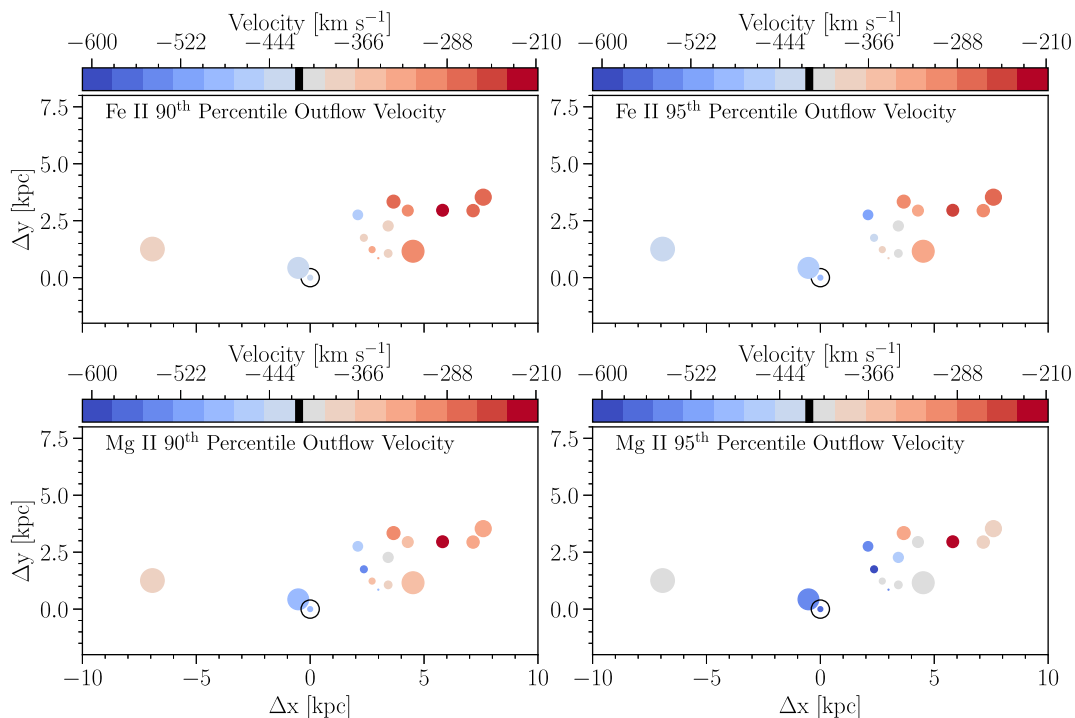 Velocity [km s⁻¹] Velocity [km s⁻¹]
−600 −522 −444 −366 −288 −210 −600 −522 −444 −366 −288 −210
Fe II 90ᵗʰ Percentile Outflow Velocity Fe II 95ᵗʰ Percentile Outflow Velocity
7.5
5.0
2.5
0.0
Δy [kpc]
Velocity [km s⁻¹] Velocity [km s⁻¹]
−600 −522 −444 −366 −288 −210 −600 −522 −444 −366 −288 −210
Mg II 90ᵗʰ Percentile Outflow Velocity Mg II 95ᵗʰ Percentile Outflow Velocity
7.5
5.0
2.5
0.0
Δy [kpc]
−10 −5 0 5 10 −5 0 5 10
Δx [kpc] Δx [kpc]